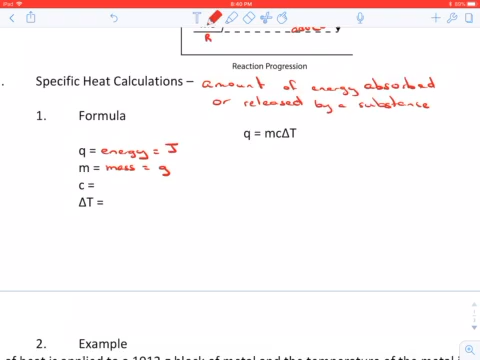 iPad
8:40 PM
R
Reaction Progression
Specific Heat Calculations – amount of energy absorbed
or released by a substance
1. Formula
q = mcΔT
q = energy = J
m = mass = g
c =
ΔT =
2. Example
of heat is applied to a 1012 g block of metal and the temperature of the metal i